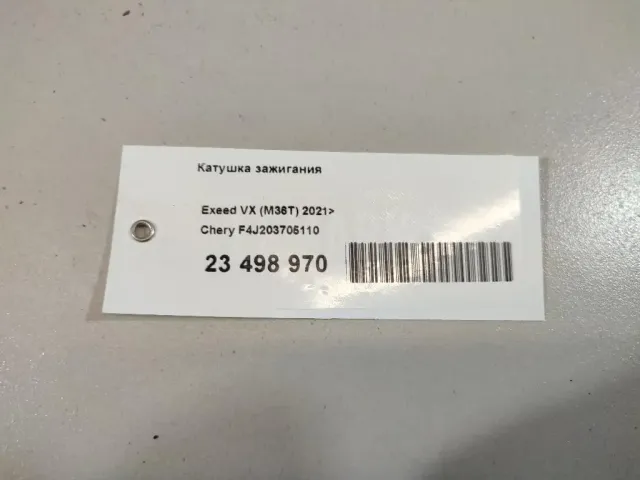 Катушка зажигания
Exeed VX (M36T) 2021>
Chery F4J203705110
23 498 970